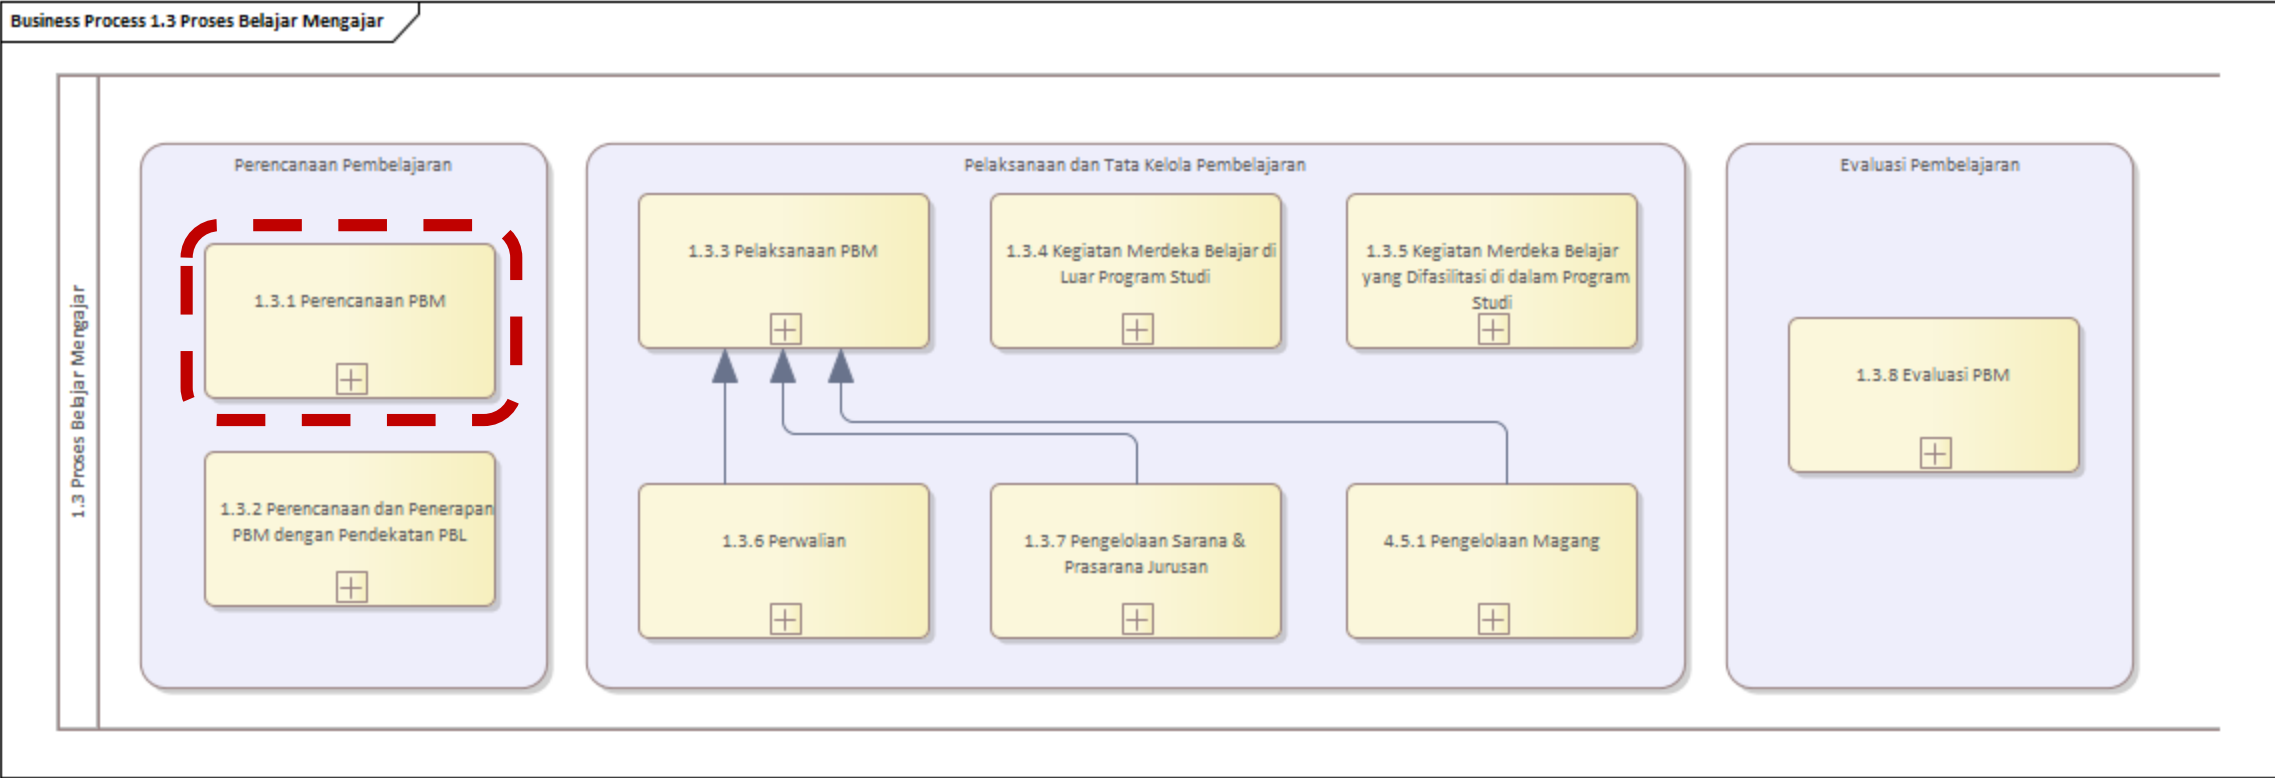 Business Process 1.3 Proses Belajar Mengajar
1.3 Proses Belajar Mengajar
Perencanaan Pembelajaran
1.3.1 Perencanaan PBM
1.3.2 Perencanaan dan Penerapan
PBM dengan Pendekatan PBL
Pelaksanaan dan Tata Kelola Pembelajaran
1.3.3 Pelaksanaan PBM
1.3.4 Kegiatan Merdeka Belajar di
Luar Program Studi
1.3.5 Kegiatan Merdeka Belajar
yang Difasilitasi di dalam Program
Studi
1.3.6 Perwalian
1.3.7 Pengelolaan Sarana &
Prasarana Jurusan
4.5.1 Pengelolaan Magang
Evaluasi Pembelajaran
1.3.8 Evaluasi PBM